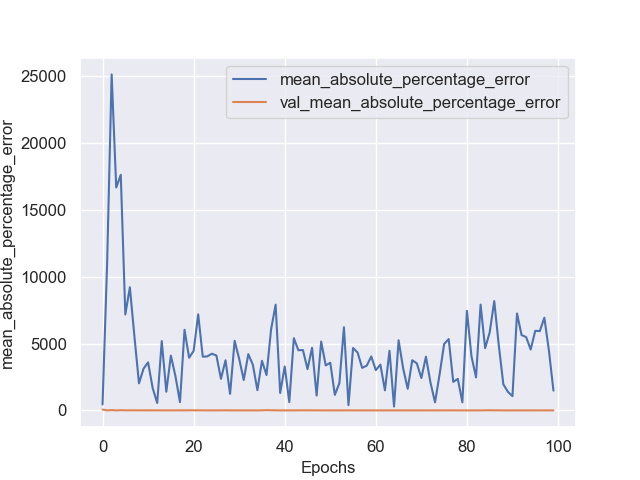 25000
20000
15000
10000
5000
0
mean_absolute_percentage_error
mean_absolute_percentage_error
val_mean_absolute_percentage_error
0 20 40 60 80 100
Epochs